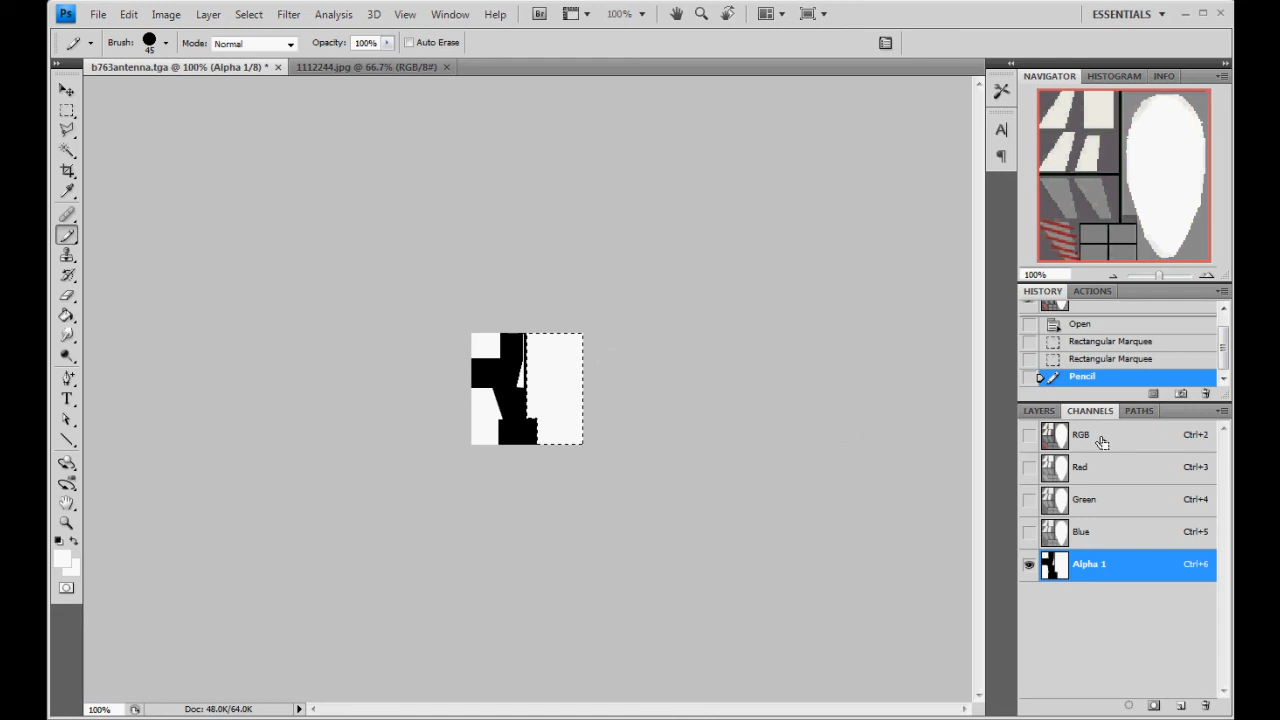 Ps File Edit Image Layer Select Filter Analysis 3D View Window Help Br 100% ESSENTIALS
Brush: 45 Mode: Normal Opacity: 100% Auto Erase
b763antenna.tga @ 100% (Alpha 1/8) * 1112244.jpg @ 66.7% (RGB/8#)
NAVIGATOR HISTOGRAM INFO
100%
HISTORY ACTIONS
Open
Rectangular Marquee
Rectangular Marquee
Pencil
LAYERS CHANNELS PATHS
RGB Ctrl+2
Red Ctrl+3
Green Ctrl+4
Blue Ctrl+5
Alpha 1 Ctrl+6
100% Doc: 48.0K/64.0K